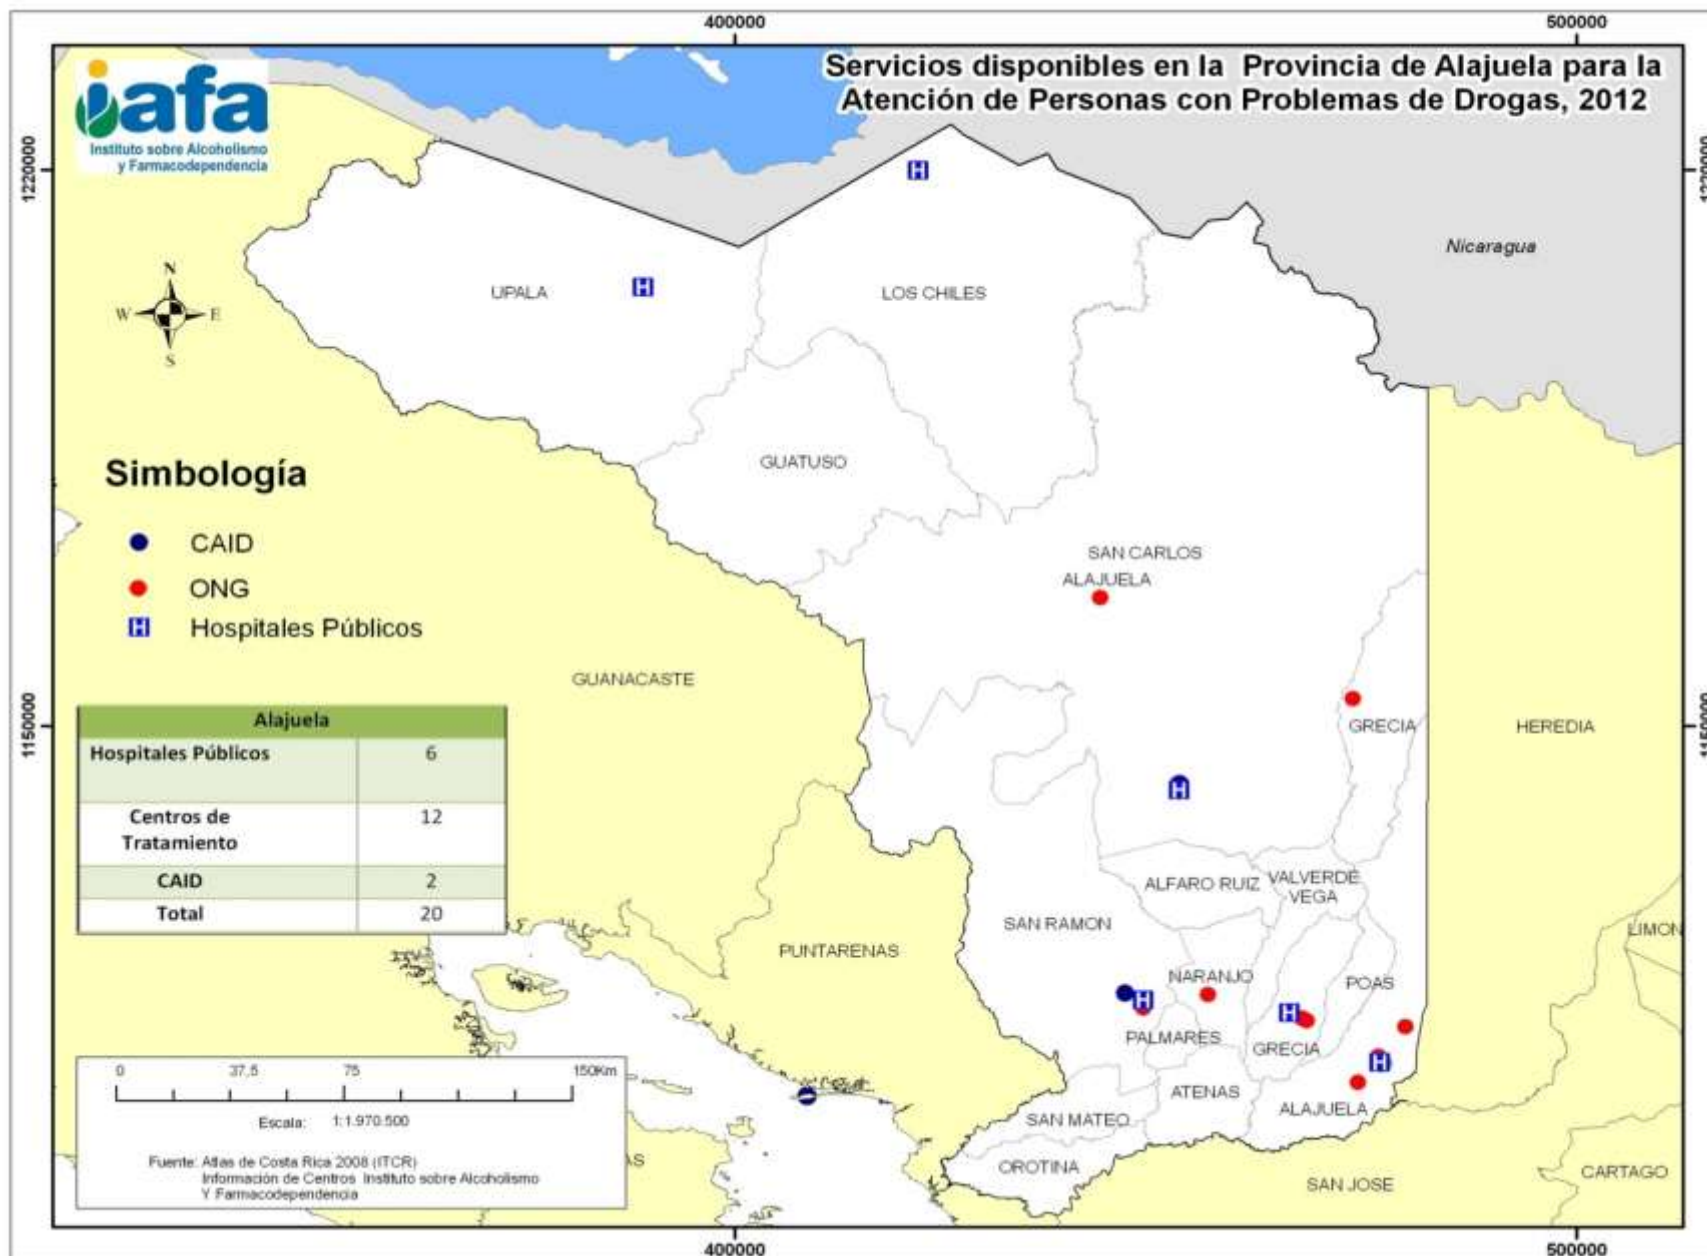 400000
500000
Servicios disponibles en la Provincia de Alajuela para la
Atención de Personas con Problemas de Drogas, 2012
iafa
Instituto sobre Alcoholismo
y Farmacodependencia
1220000
Nicaragua
N
W
E
S
UPALA
LOS CHILES
GUATUSO
Simbología
CAID
ONG
H Hospitales Públicos
SAN CARLOS
ALAJUELA
GUANACASTE
GRECIA
HEREDIA
1150000
1150000
Alajuela
Hospitales Públicos 6
Centros de 12
Tratamiento
CAID 2
Total 20
ALFARO RUIZ
VALVERDE
VEGA
SAN RAMON
PUNTARENAS
LIMON
NARANJO
POAS
PALMARES
GRECIA
ATENAS
ALAJUELA
SAN MATEO
OROTINA
SAN JOSE
CARTAGO
0 37,5 75 150Km
Escala: 1:1.970.500
Fuente: Atlas de Costa Rica 2008 (ITCR)
Información de Centros Instituto sobre Alcoholismo
Y Farmacodependencia
400000
500000